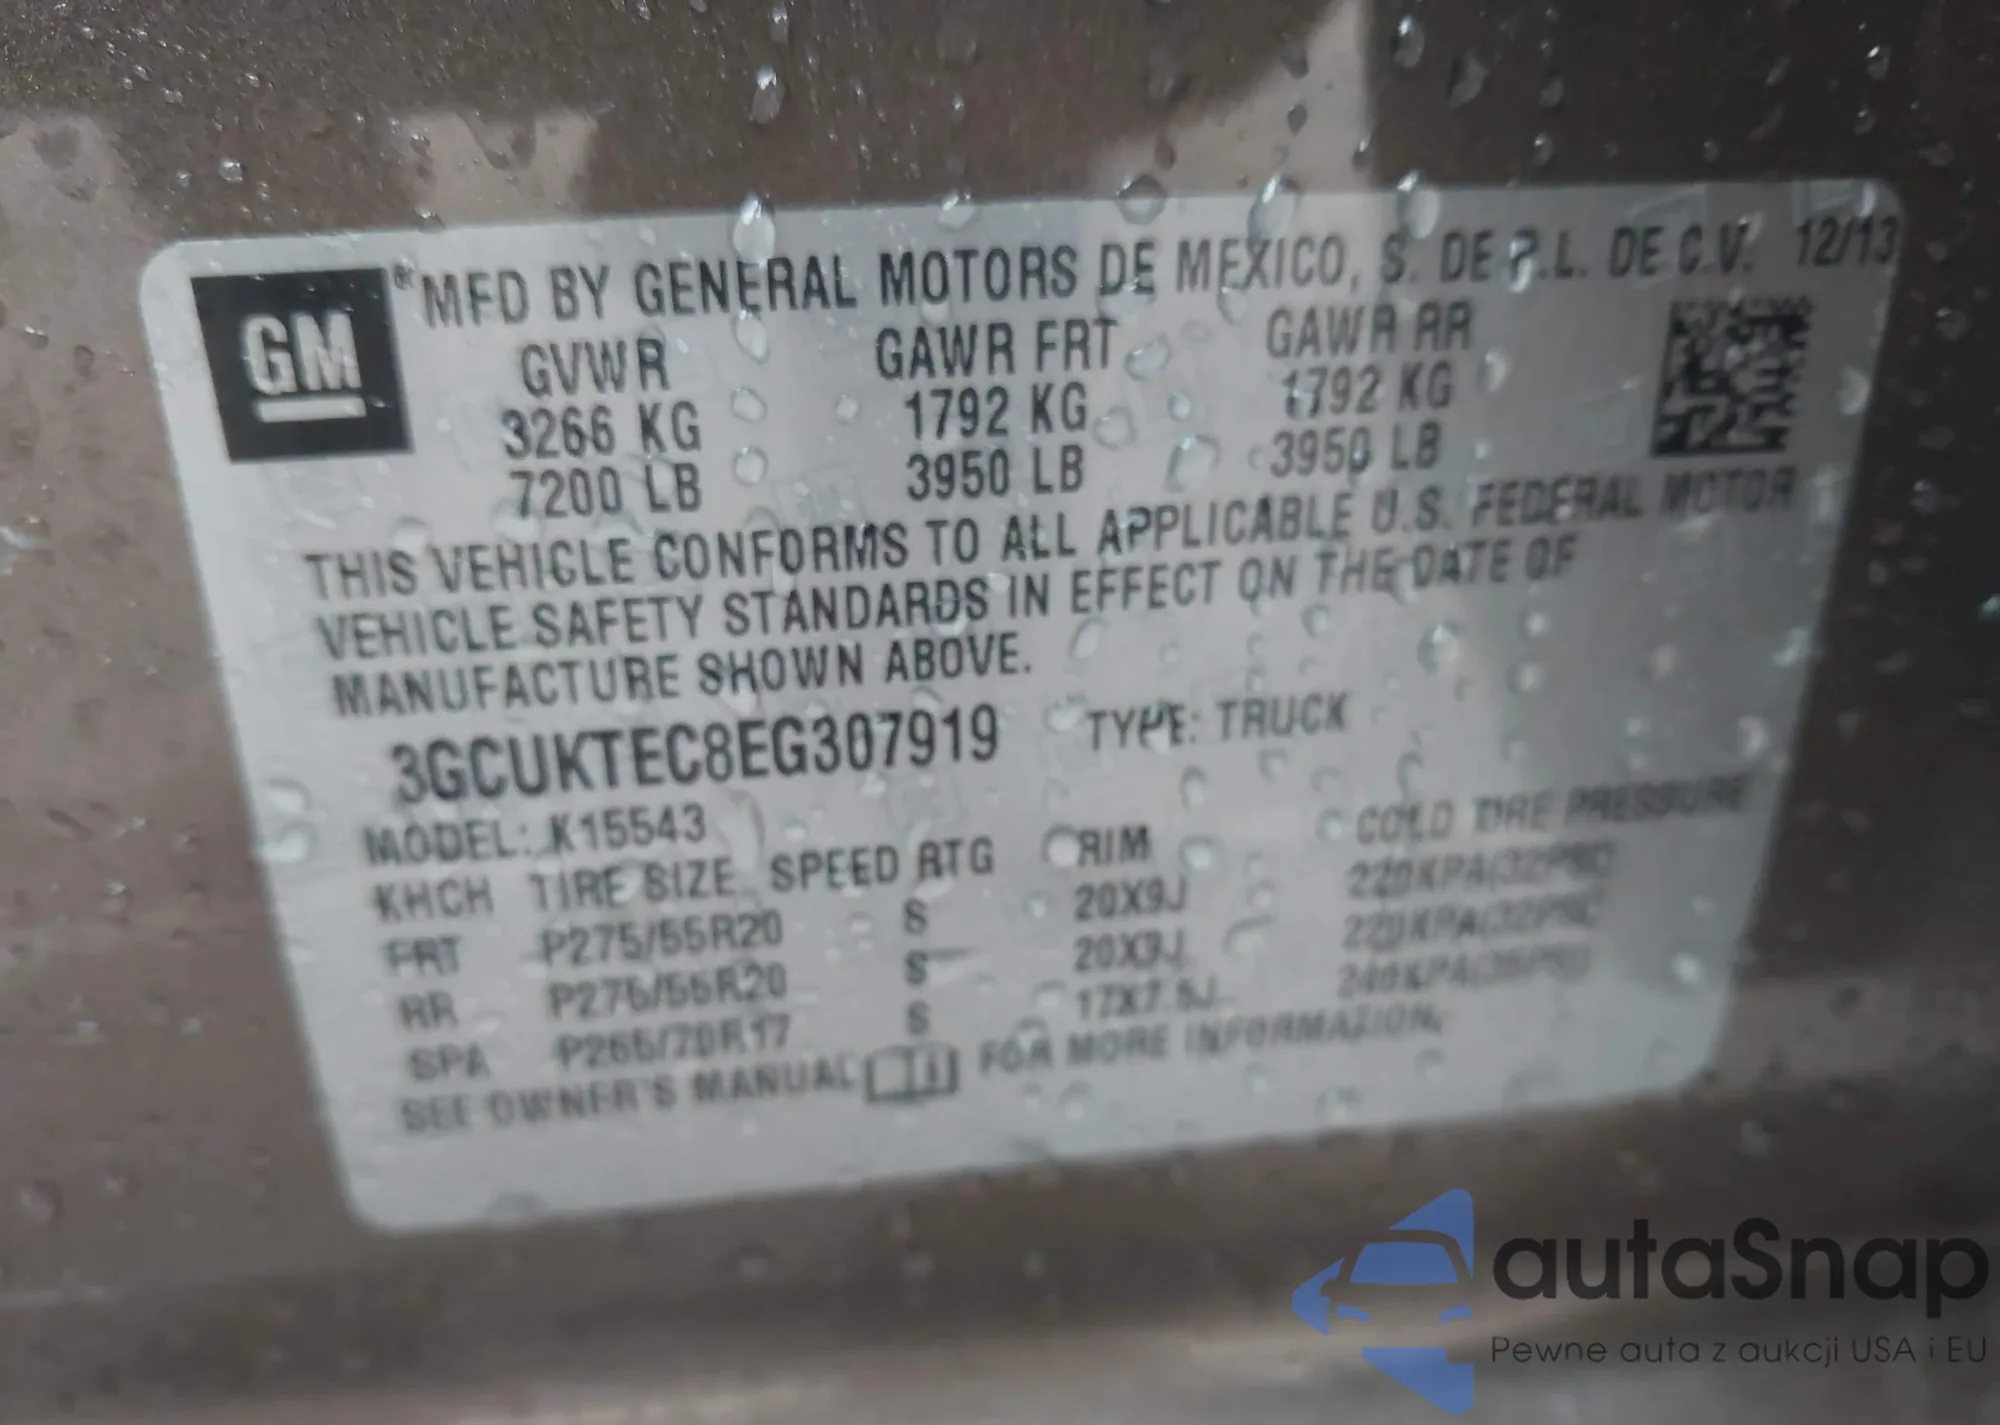 GM
® MFD BY GENERAL MOTORS DE MEXICO, S. DE R.L. DE C.V. 12/13
GVWR GAWR FRT GAWR RR
3266 KG 1792 KG 1792 KG
7200 LB 3950 LB 3950 LB
THIS VEHICLE CONFORMS TO ALL APPLICABLE U.S. FEDERAL MOTOR
VEHICLE SAFETY STANDARDS IN EFFECT ON THE DATE OF
MANUFACTURE SHOWN ABOVE.
3GCUKTEC8EG307919 TYPE: TRUCK
MODEL: K15543
KHCH TIRE SIZE SPEED RTG RIM COLD TIRE PRESSURE
FRT P275/55R20 S 20X9J 220KPA(32PSI)
RR P275/55R20 S 20X9J 220KPA(32PSI)
SPA P265/70R17 S 17X7.5J 240KPA(35PSI)
SEE OWNER'S MANUAL FOR MORE INFORMATION.
autaSnap
Pewne auta z aukcji USA i EU